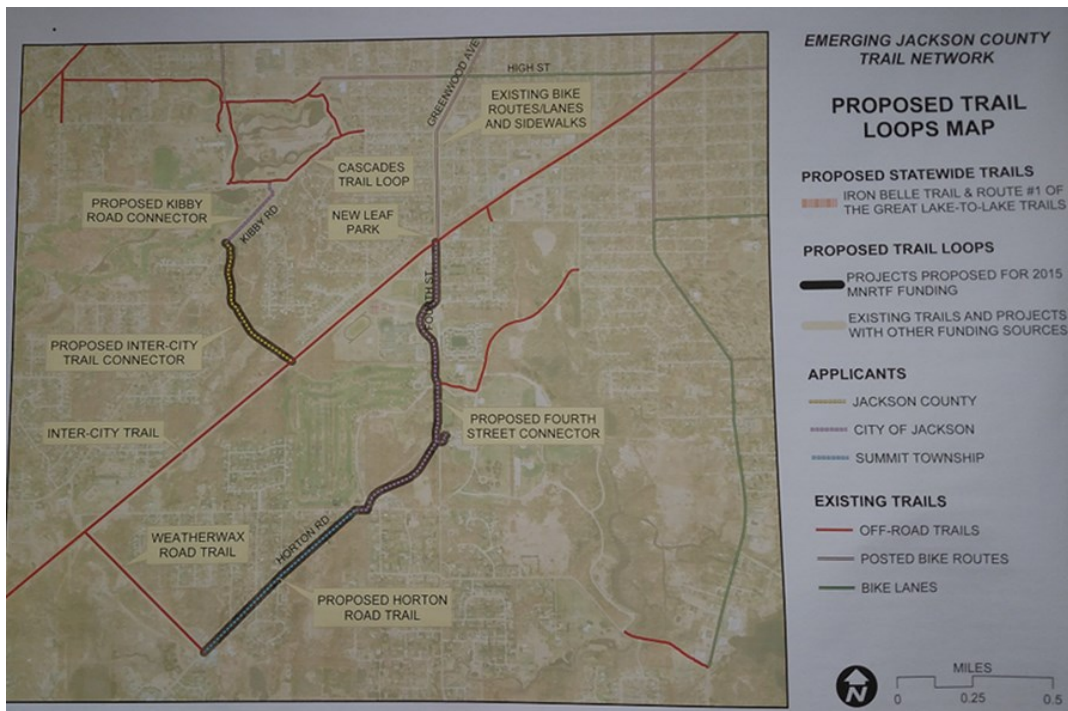 EMERGING JACKSON COUNTY
TRAIL NETWORK
PROPOSED TRAIL
LOOPS MAP
PROPOSED STATEWIDE TRAILS
IRON BELLE TRAIL & ROUTE #1 OF
THE GREAT LAKE-TO-LAKE TRAILS
PROPOSED TRAIL LOOPS
PROJECTS PROPOSED FOR 2015
MNRTF FUNDING
EXISTING TRAILS AND PROJECTS
WITH OTHER FUNDING SOURCES
APPLICANTS
JACKSON COUNTY
CITY OF JACKSON
SUMMIT TOWNSHIP
EXISTING TRAILS
OFF-ROAD TRAILS
POSTED BIKE ROUTES
BIKE LANES
N
MILES
0
0.25
0.5
HIGH ST
GREENWOOD AVE
EXISTING BIKE
ROUTES/LANES
AND SIDEWALKS
CASCADES
TRAIL LOOP
PROPOSED KIBBY
ROAD CONNECTOR
NEW LEAF
PARK
KIBBY RD
FOURTH ST
PROPOSED INTER-CITY
TRAIL CONNECTOR
PROPOSED FOURTH
STREET CONNECTOR
INTER-CITY TRAIL
WEATHERWAX
ROAD TRAIL
HORTON RD
PROPOSED HORTON
ROAD TRAIL